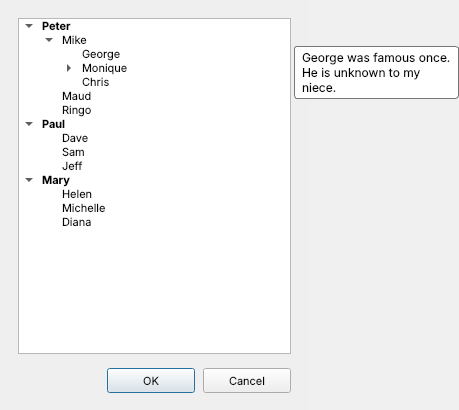 Peter
Mike
George
Monique
Chris
Maud
Ringo
Paul
Dave
Sam
Jeff
Mary
Helen
Michelle
Diana
George was famous once.
He is unknown to my
niece.
OK
Cancel